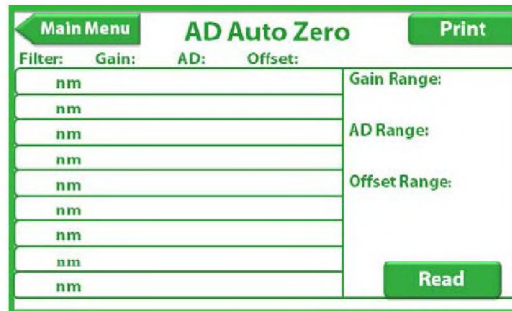 Main Menu
AD Auto Zero
Print
Filter: Gain: AD: Offset:
nm
nm
nm
nm
nm
nm
nm
nm
nm
Gain Range:
AD Range:
Offset Range:
Read